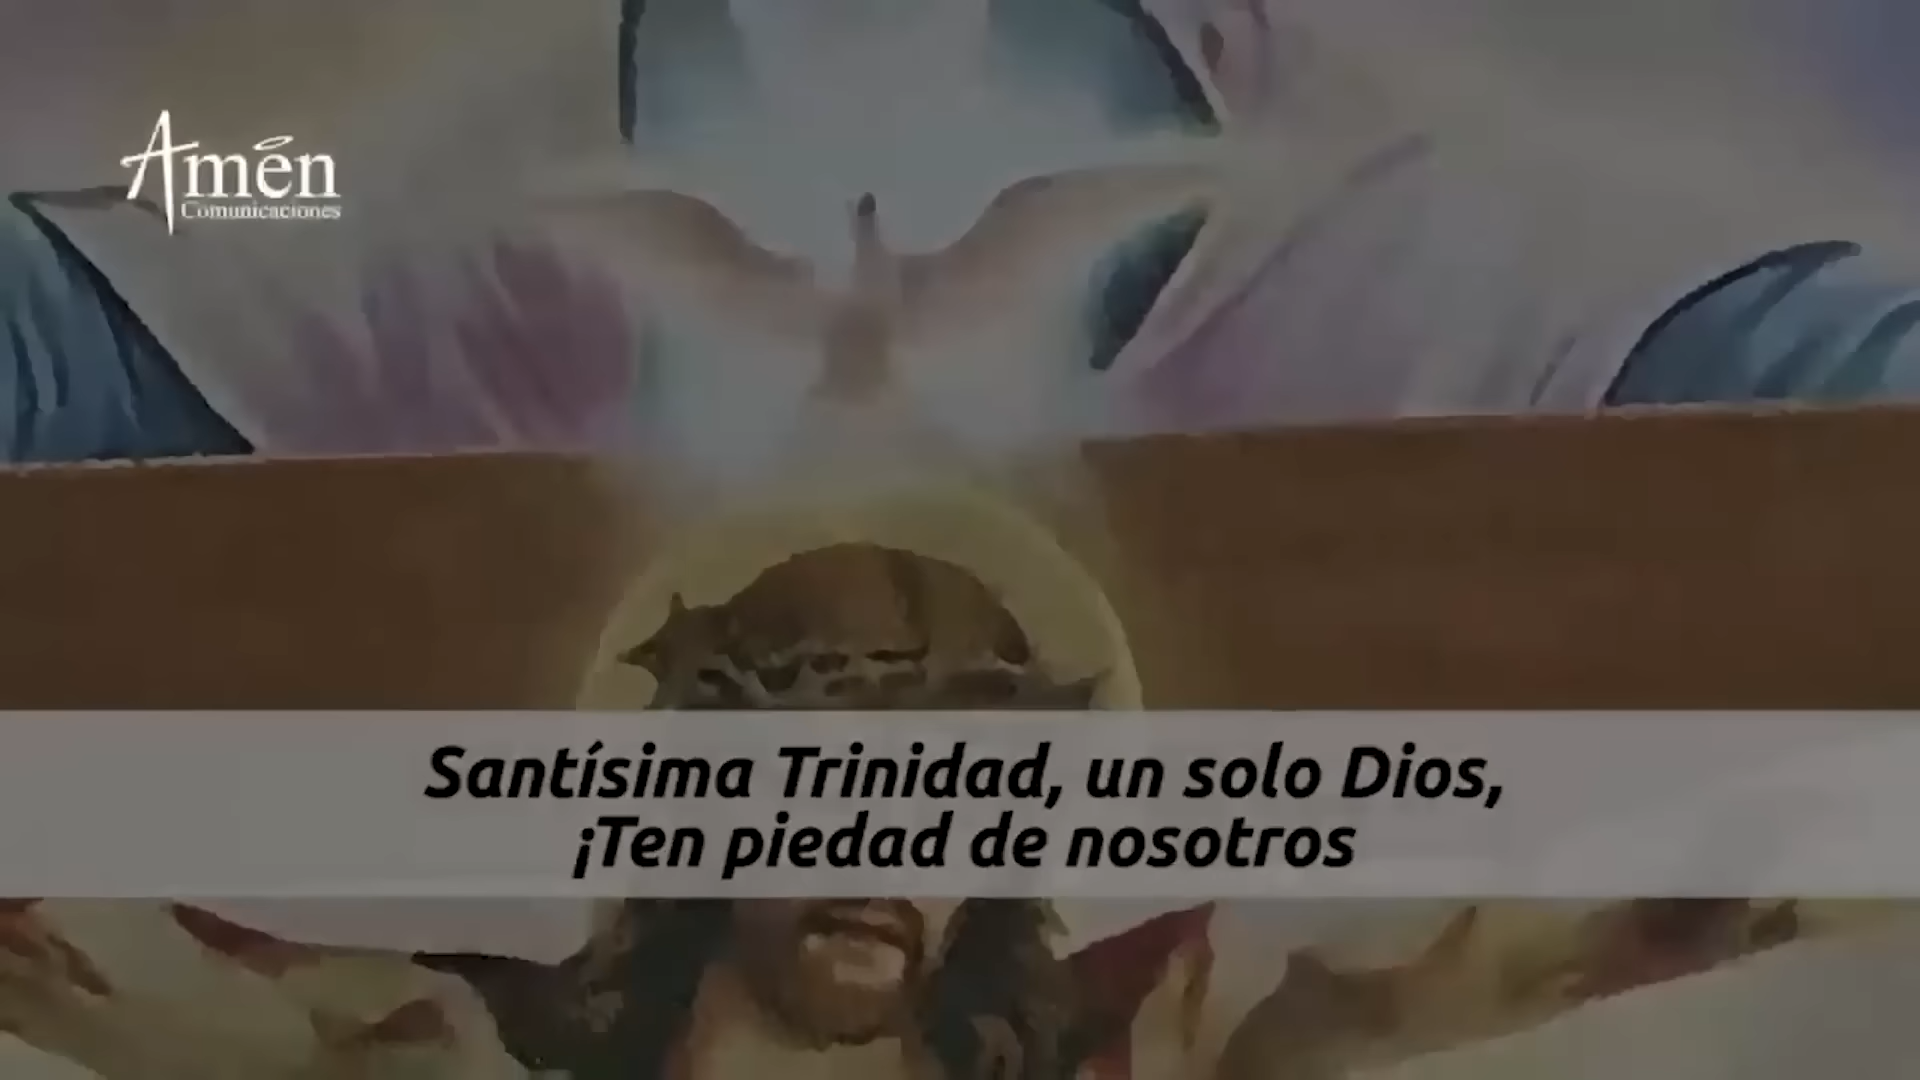 Amén
Comunicaciones
Santísima Trinidad, un solo Dios,
¡Ten piedad de nosotros